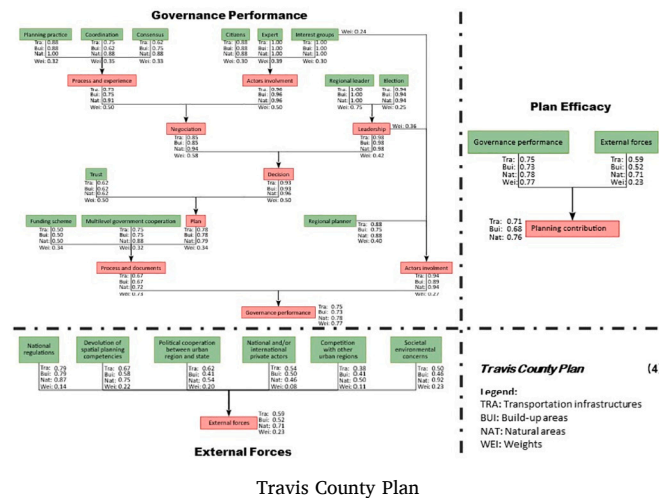 Governance Performance
Planning practice
Tra: 0.88
Bui: 0.88
Nat: 1.00
Wei: 0.32
Coordination
Tra: 0.75
Bui: 0.62
Nat: 0.88
Wei: 0.35
Consensus
Tra: 0.62
Bui: 0.75
Nat: 0.88
Wei: 0.33
Citizens
Tra: 0.88
Bui: 0.88
Nat: 0.88
Wei: 0.30
Expert
Tra: 1.00
Bui: 1.00
Nat: 1.00
Wei: 0.39
Interest groups
Tra: 1.00
Bui: 1.00
Nat: 1.00
Wei: 0.30
Wei: 0.24
Process and experience
Tra: 0.73
Bui: 0.75
Nat: 0.91
Wei: 0.50
Actors involvement
Tra: 0.96
Bui: 0.96
Nat: 0.96
Wei: 0.50
Regional leader
Tra: 1.00
Bui: 1.00
Nat: 1.00
Wei: 0.75
Election
Tra: 0.94
Bui: 0.94
Nat: 0.94
Wei: 0.25
Negociation
Tra: 0.85
Bui: 0.85
Nat: 0.94
Wei: 0.58
Leadership
Tra: 0.98
Bui: 0.98
Nat: 0.98
Wei: 0.42
Wei: 0.36
Trust
Tra: 0.62
Bui: 0.62
Nat: 0.62
Wei: 0.50
Decision
Tra: 0.93
Bui: 0.93
Nat: 0.96
Wei: 0.50
Funding scheme
Tra: 0.50
Bui: 0.50
Nat: 0.50
Wei: 0.34
Multilevel government cooperation
Tra: 0.75
Bui: 0.75
Nat: 0.88
Wei: 0.32
Plan
Tra: 0.78
Bui: 0.78
Nat: 0.79
Wei: 0.34
Regional planner
Tra: 0.88
Bui: 0.75
Nat: 0.88
Wei: 0.40
Process and documents
Tra: 0.67
Bui: 0.67
Nat: 0.72
Wei: 0.73
Actors involment
Tra: 0.94
Bui: 0.89
Nat: 0.94
Wei: 0.27
Governance performance
Tra: 0.75
Bui: 0.73
Nat: 0.78
Wei: 0.77
Plan Efficacy
Governance performance
Tra: 0.75
Bui: 0.73
Nat: 0.78
Wei: 0.77
External forces
Tra: 0.59
Bui: 0.52
Nat: 0.71
Wei: 0.23
Tra: 0.71
Bui: 0.68
Nat: 0.76
Planning contribution
National
regulations
Tra: 0.79
Bui: 0.79
Nat: 0.87
Wei: 0.14
Devolution of
spatial planning
competencies
Tra: 0.67
Bui: 0.58
Nat: 0.75
Wei: 0.22
Political cooperation
between urban
region and state
Tra: 0.62
Bui: 0.41
Nat: 0.54
Wei: 0.20
National and/or
international
private actors
Tra: 0.54
Bui: 0.50
Nat: 0.46
Wei: 0.08
Competition
with other
urban regions
Tra: 0.38
Bui: 0.41
Nat: 0.50
Wei: 0.11
Societal
environmental
concerns
Tra: 0.50
Bui: 0.46
Nat: 0.92
Wei: 0.23
External forces
Tra: 0.59
Bui: 0.52
Nat: 0.71
Wei: 0.23
External Forces
Travis County Plan (4)
Legend:
TRA: Transportation infrastructures
BUI: Build-up areas
NAT: Natural areas
WEI: Weights
Travis County Plan